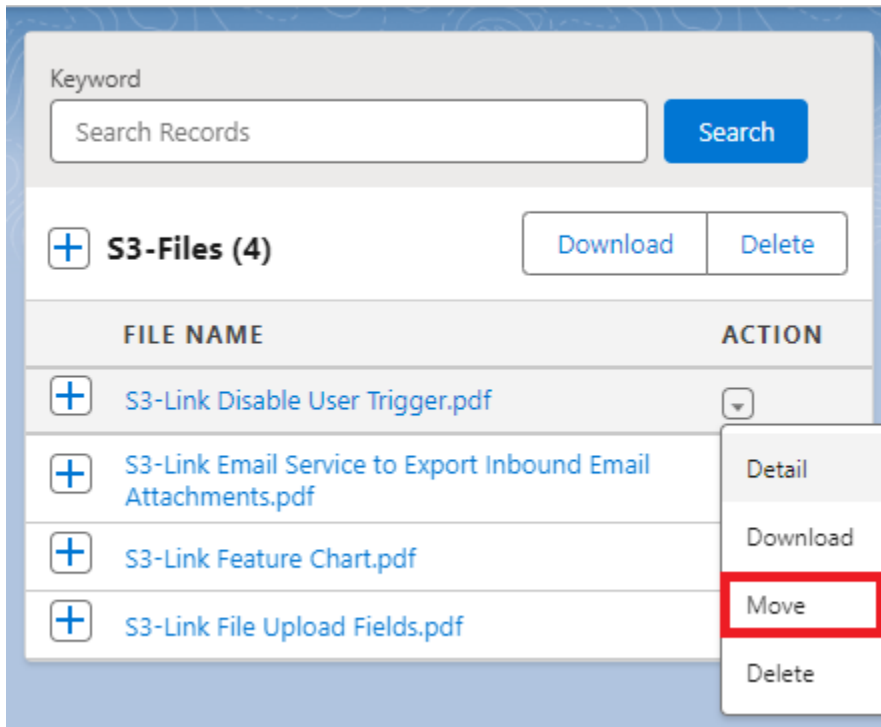 Keyword
Search Records
Search
S3-Files (4)
Download
Delete
FILE NAME
ACTION
S3-Link Disable User Trigger.pdf
S3-Link Email Service to Export Inbound Email
Attachments.pdf
S3-Link Feature Chart.pdf
S3-Link File Upload Fields.pdf
Detail
Download
Move
Delete